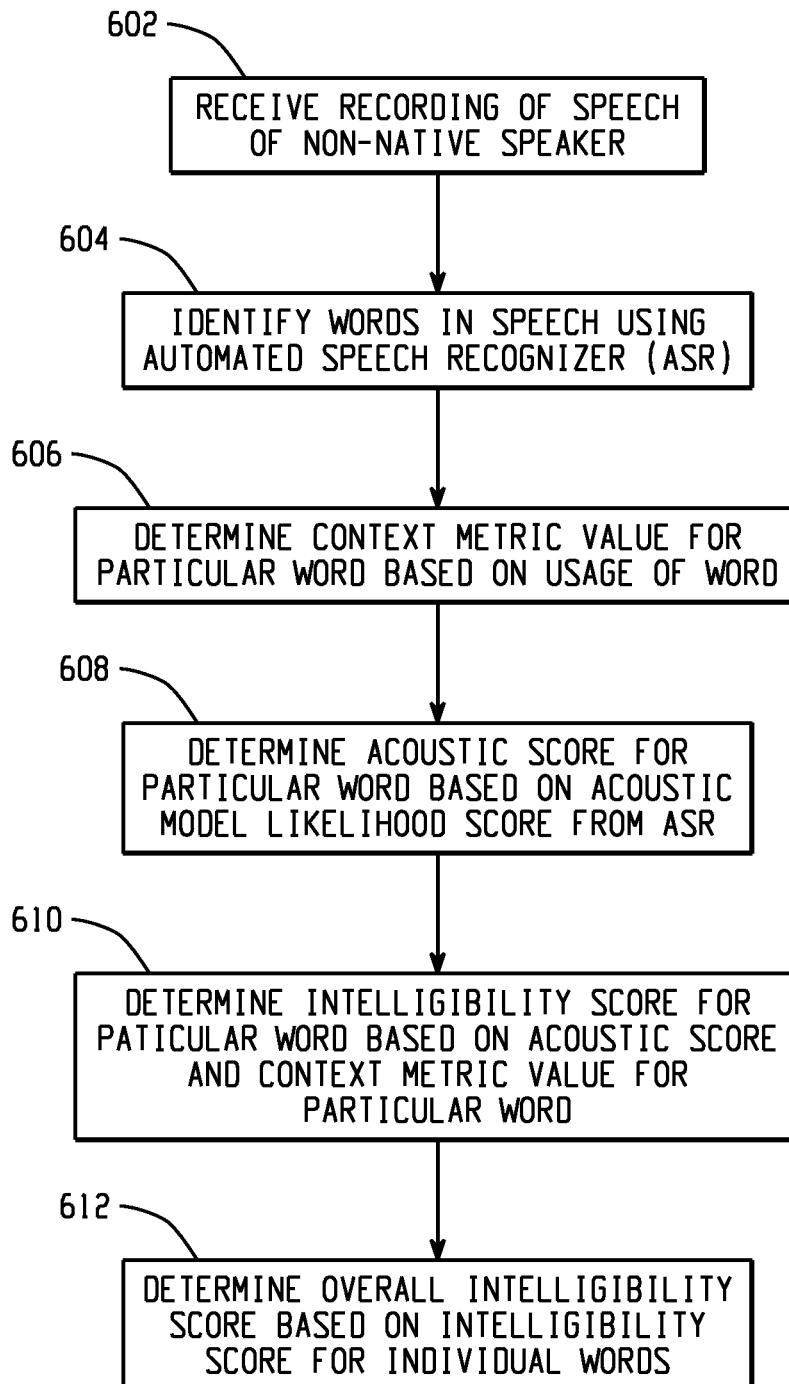 602
RECEIVE RECORDING OF SPEECH
OF NON-NATIVE SPEAKER
604
IDENTIFY WORDS IN SPEECH USING
AUTOMATED SPEECH RECOGNIZER (ASR)
606
DETERMINE CONTEXT METRIC VALUE FOR
PARTICULAR WORD BASED ON USAGE OF WORD
608
DETERMINE ACOUSTIC SCORE FOR
PARTICULAR WORD BASED ON ACOUSTIC
MODEL LIKELIHOOD SCORE FROM ASR
610
DETERMINE INTELLIGIBILITY SCORE FOR
PATICULAR WORD BASED ON ACOUSTIC SCORE
AND CONTEXT METRIC VALUE FOR
PARTICULAR WORD
612
DETERMINE OVERALL INTELLIGIBILITY
SCORE BASED ON INTELLIGIBILITY
SCORE FOR INDIVIDUAL WORDS